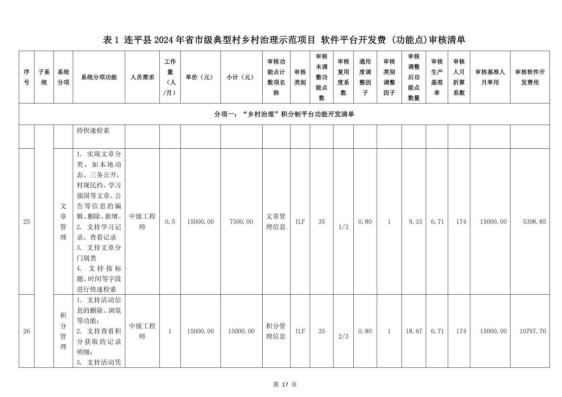 表 1 连平县 2024 年省市级典型村乡村治理示范项目 软件平台开发费 (功能点)审核清单
序号 子系统 系统分项 系统分项功能 人员需求 工作量（人/月） 单价（元） 小计（元） 审核功能点计数项名称 审核类别 审核未调整功能点数 审核复用度系数 通用度调整因子 审核类别调整因子 审核调整后功能点数量 审核生产基准率 审核人月折算系数 审核基准人月率用 审核软件开发费用
分项一：“乡村治理”积分制平台功能开发清单
持快速检索
25 文章管理 1. 实现文章分类, 如本地动态、三务公开, 村规民约, 学习强国等文章、公告等信息的编辑、删除、新增。 2. 支持学习记录、查看记录 3. 支持文章分门别类 4. 支持按标题、时间等字段进行快速检索 中级工程师 0.5 15000.00 7500.00 文章管理信息 ILF 35 1/3 0.80 1 9.33 6.71 174 15000.00 5398.85
26 积分管理 1. 支持活动信息的删除、浏览等功能; 2. 支持查看积分获取的记录明细; 3. 支持活动凭 中级工程师 1 15000.00 15000.00 积分管理信息 ILF 35 2/3 0.80 1 18.67 6.71 174 15000.00 10797.70
第 17 页